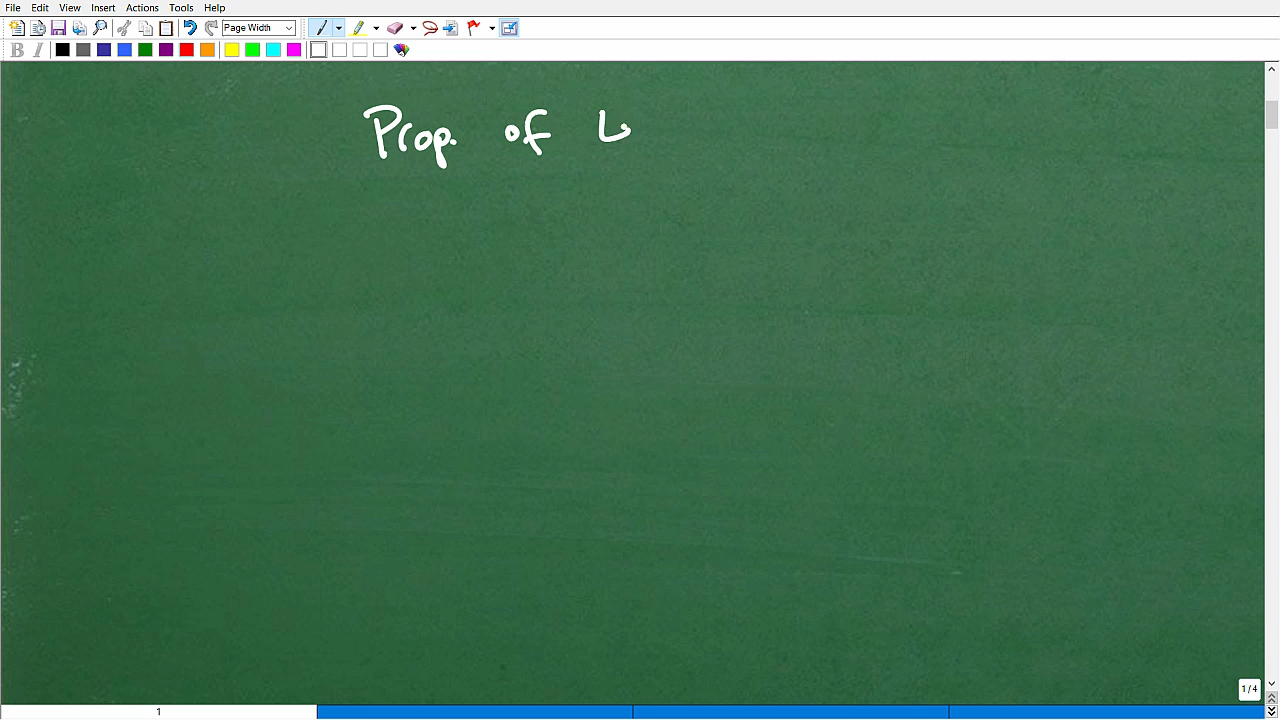 File Edit View Insert Actions Tools Help
Page Width
B I
Prop. of L
1 / 4
1